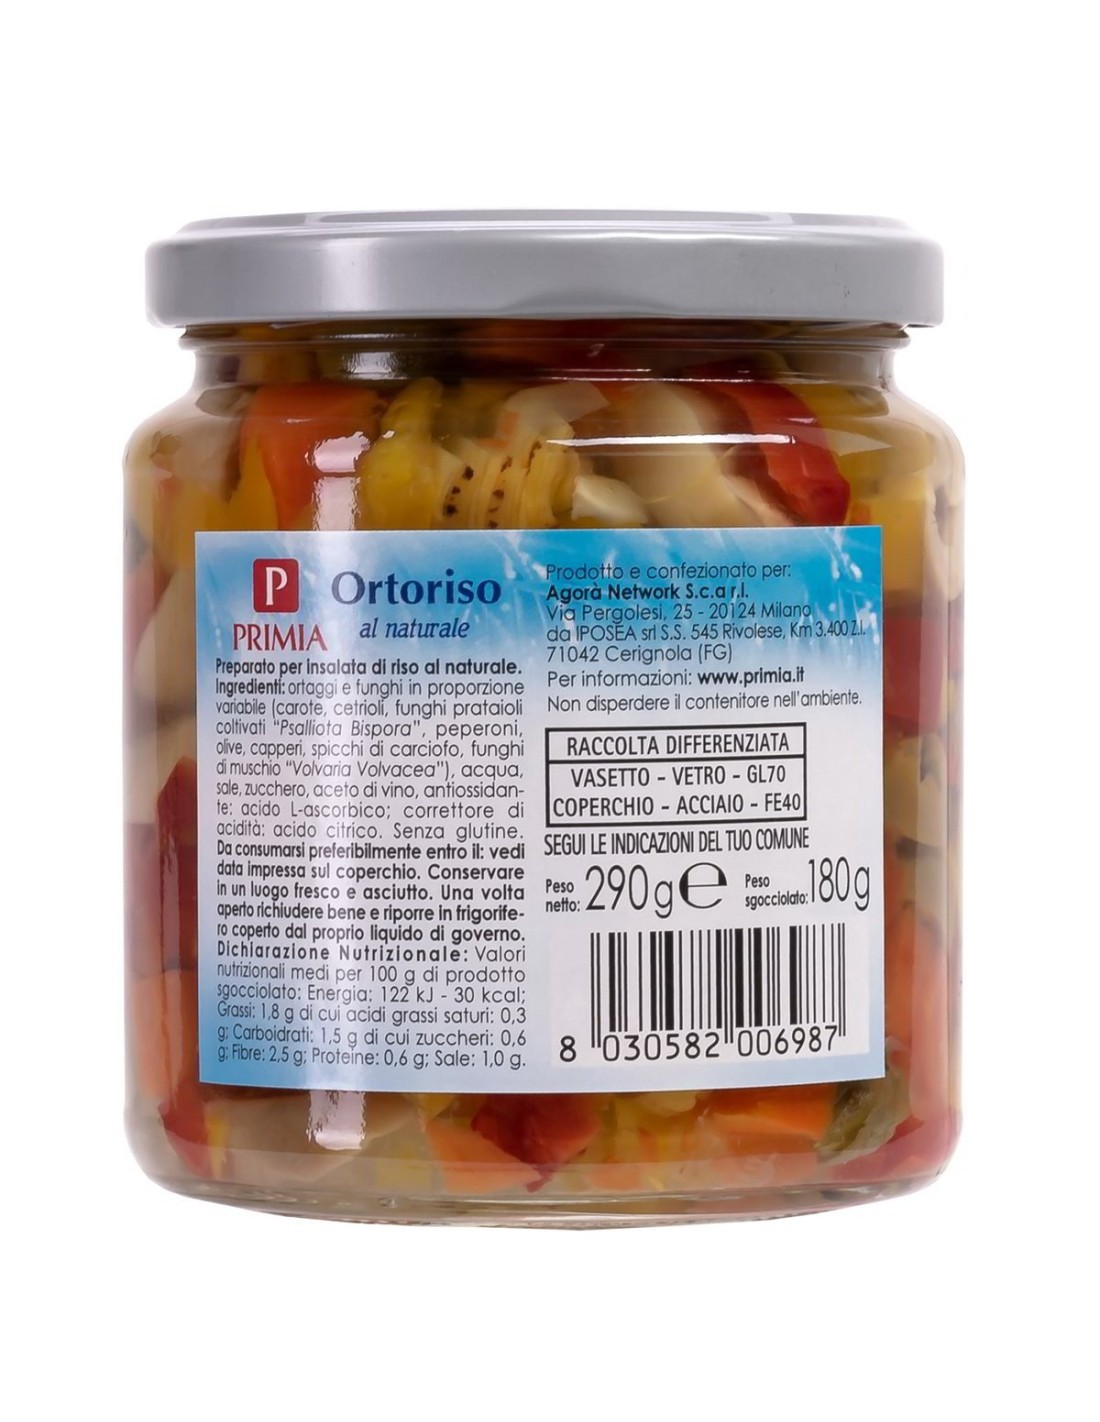 P
PRIMIA
Ortoriso
al naturale
Preparato per insalata di riso al naturale.
Ingredienti: ortaggi e funghi in proporzione
variabile (carote, cetrioli, funghi prataioli
coltivati "Psalliota Bispora", peperoni,
olive, capperi, spicchi di carciofo, funghi
di muschio "Volvaria Volvacea"), acqua,
sale, zucchero, aceto di vino, antiossidan-
te: acido L-ascorbico; correttore di
acidità: acido citrico. Senza glutine.
Da consumarsi preferibilmente entro il: vedi
data impressa sul coperchio. Conservare
in un luogo fresco e asciutto. Una volta
aperto richiudere bene e riporre in frigorife-
ro coperto dal proprio liquido di governo.
Dichiarazione Nutrizionale: Valori
nutrizionali medi per 100 g di prodotto
sgocciolato: Energia: 122 kJ - 30 kcal;
Grassi: 1,8 g di cui acidi grassi saturi: 0,3
g; Carboidrati: 1,5 g di cui zuccheri: 0,6
g; Fibre: 2,5 g; Proteine: 0,6 g; Sale: 1,0 g.
Prodotto e confezionato per:
Agorà Network S.c.a r.l.
Via Pergolesi, 25 - 20124 Milano
da IPOSEA srl S.S. 545 Rivolese, Km 3.400 Z.I.
71042 Cerignola (FG)
Per informazioni: www.primia.it
Non disperdere il contenitore nell'ambiente.
RACCOLTA DIFFERENZIATA
VASETTO - VETRO - GL70
COPERCHIO - ACCIAIO - FE40
SEGUI LE INDICAZIONI DEL TUO COMUNE
Peso netto: 290 g e Peso sgocciolato: 180 g
8 030582 006987